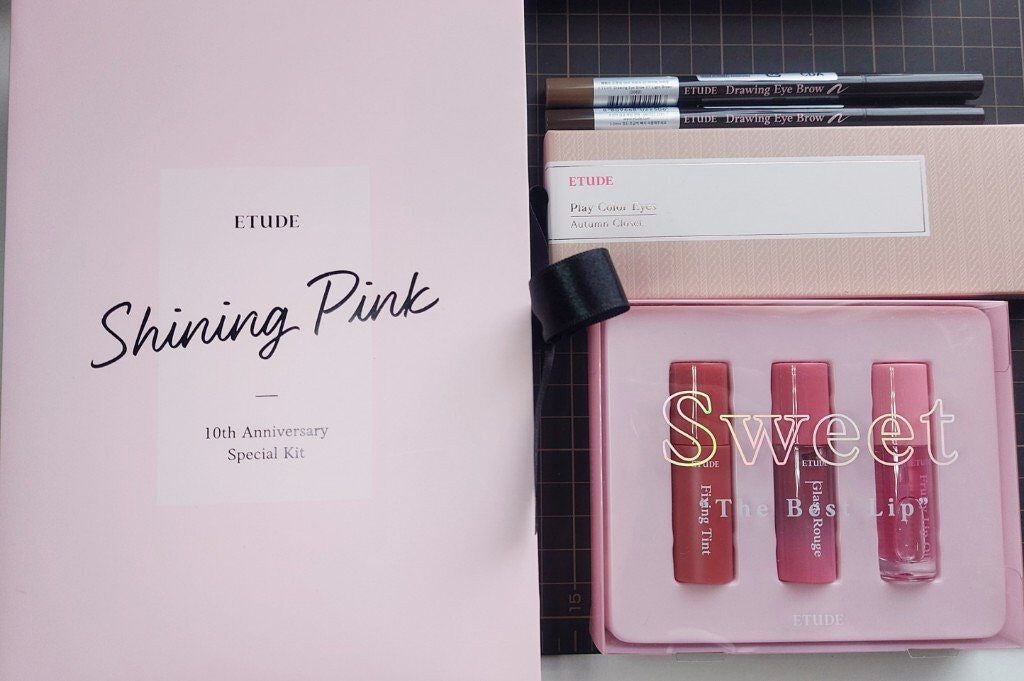 ETUDE
Shining Pink
10th Anniversary
Special Kit
ETUDE Drawing Eye Brow
ETUDE Drawing Eye Brow
ETUDE
Play Color Eyes
Autumn Closet
Sweet
"The Best Lip"
ETUDE
Fixing Tint
ETUDE
Glass Rouge
ETUDE
ETUDE
15